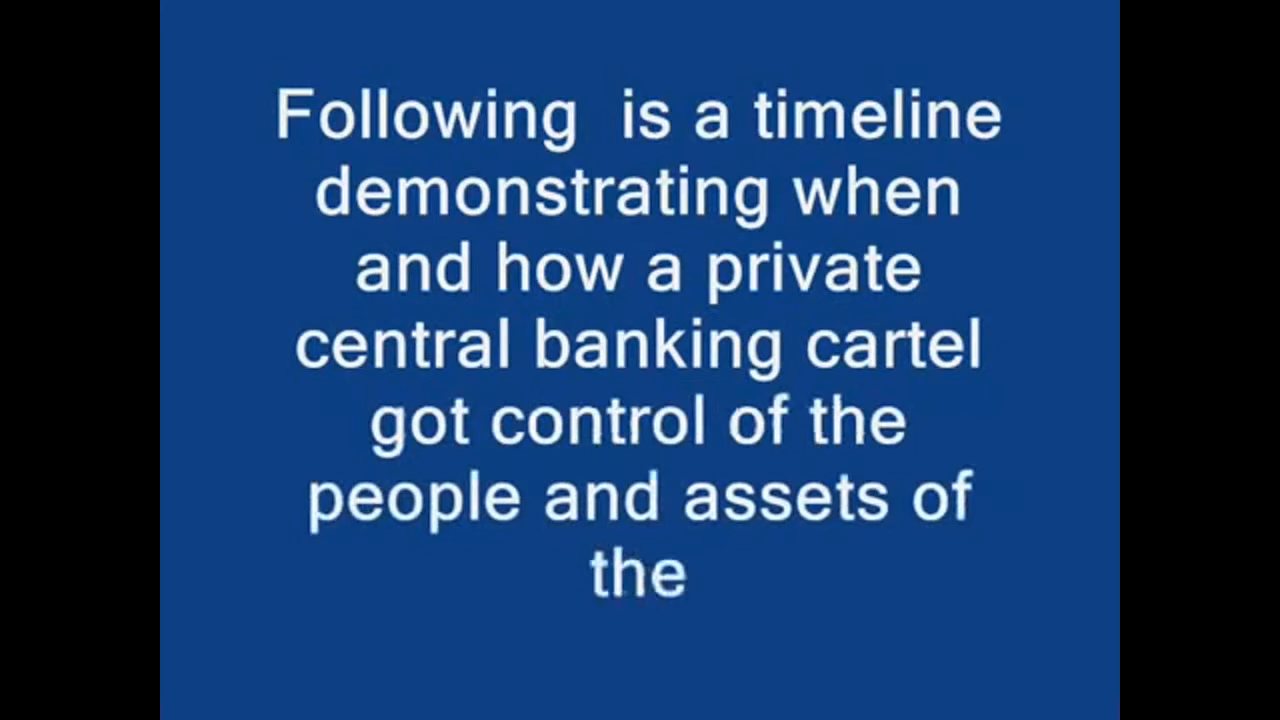 Following  is a timeline
demonstrating when
and how a private
central banking cartel
got control of the
people and assets of
the